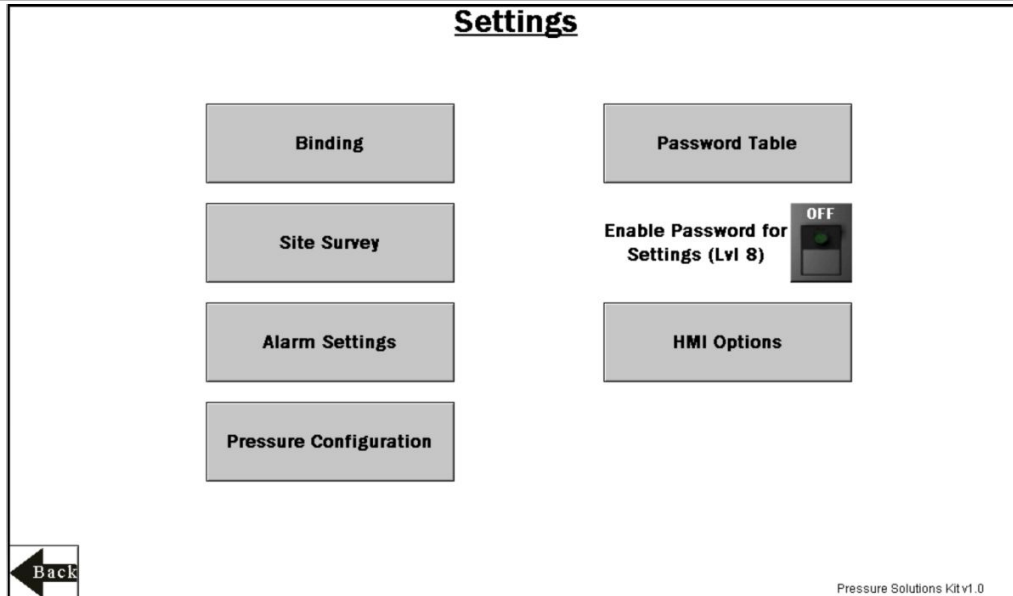 Settings
Binding
Password Table
Site Survey
Enable Password for
Settings (Lvl 8)
OFF
Alarm Settings
HMI Options
Pressure Configuration
Back
Pressure Solutions Kit v1.0